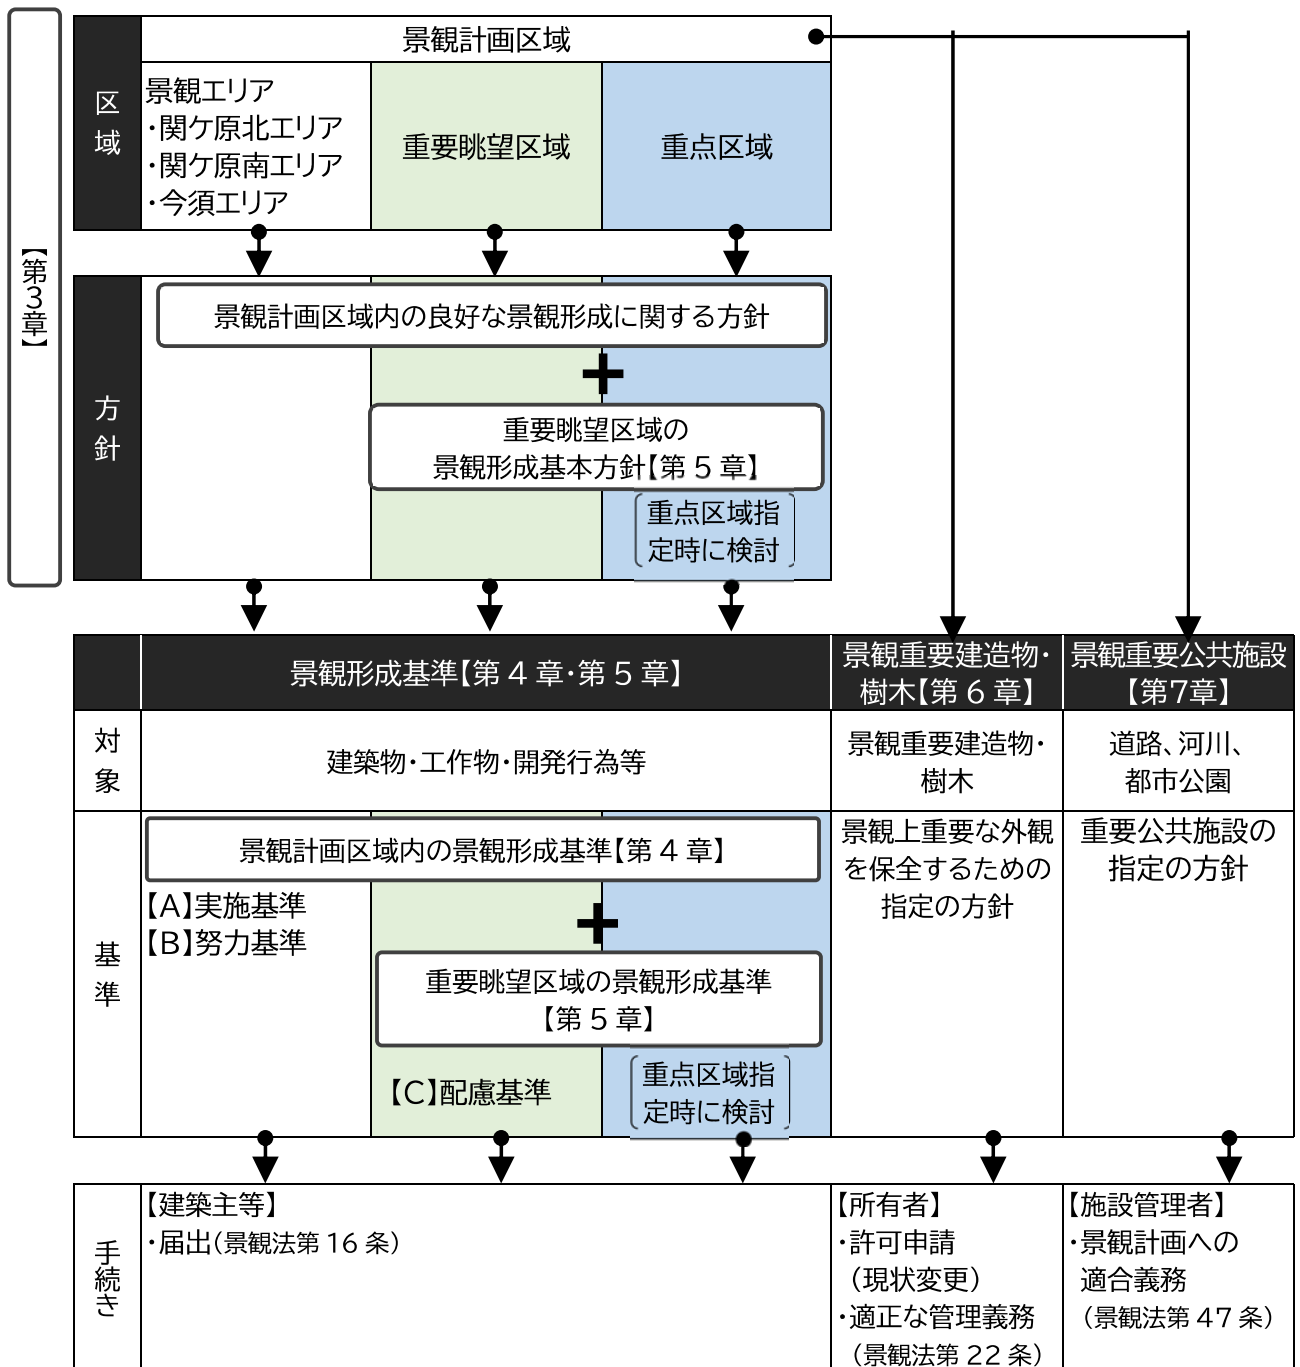 【第３章】
区域
景観計画区域
景観エリア
・関ケ原北エリア
・関ケ原南エリア
・今須エリア
重要眺望区域
重点区域
方針
景観計画区域内の良好な景観形成に関する方針
+
重要眺望区域の
景観形成基本方針【第 5 章】
重点区域指
定時に検討
景観形成基準【第 4 章・第 5 章】
景観重要建造物・
樹木【第 6 章】
景観重要公共施設
【第7章】
対象
建築物・工作物・開発行為等
景観重要建造物・
樹木
道路、河川、
都市公園
基準
景観計画区域内の景観形成基準【第 4 章】
【A】実施基準
【B】努力基準
+
重要眺望区域の景観形成基準
【第 5 章】
【C】配慮基準
重点区域指
定時に検討
景観上重要な外観
を保全するための
指定の方針
重要公共施設の
指定の方針
手続き
【建築主等】
・届出（景観法第 16 条）
【所有者】
・許可申請
（現状変更）
・適正な管理義務
（景観法第 22 条）
【施設管理者】
・景観計画への
適合義務
（景観法第 47 条）